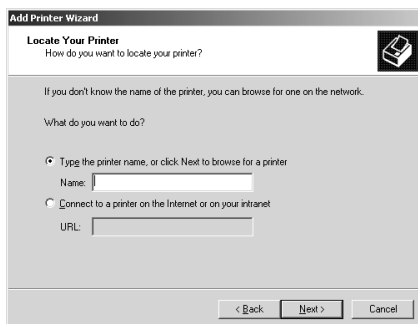 Add Printer Wizard
Locate Your Printer
How do you want to locate your printer?
If you don't know the name of the printer, you can browse for one on the network.
What do you want to do?
Type the printer name, or click Next to browse for a printer
Name:
Connect to a printer on the Internet or on your intranet
URL:
< Back Next > Cancel